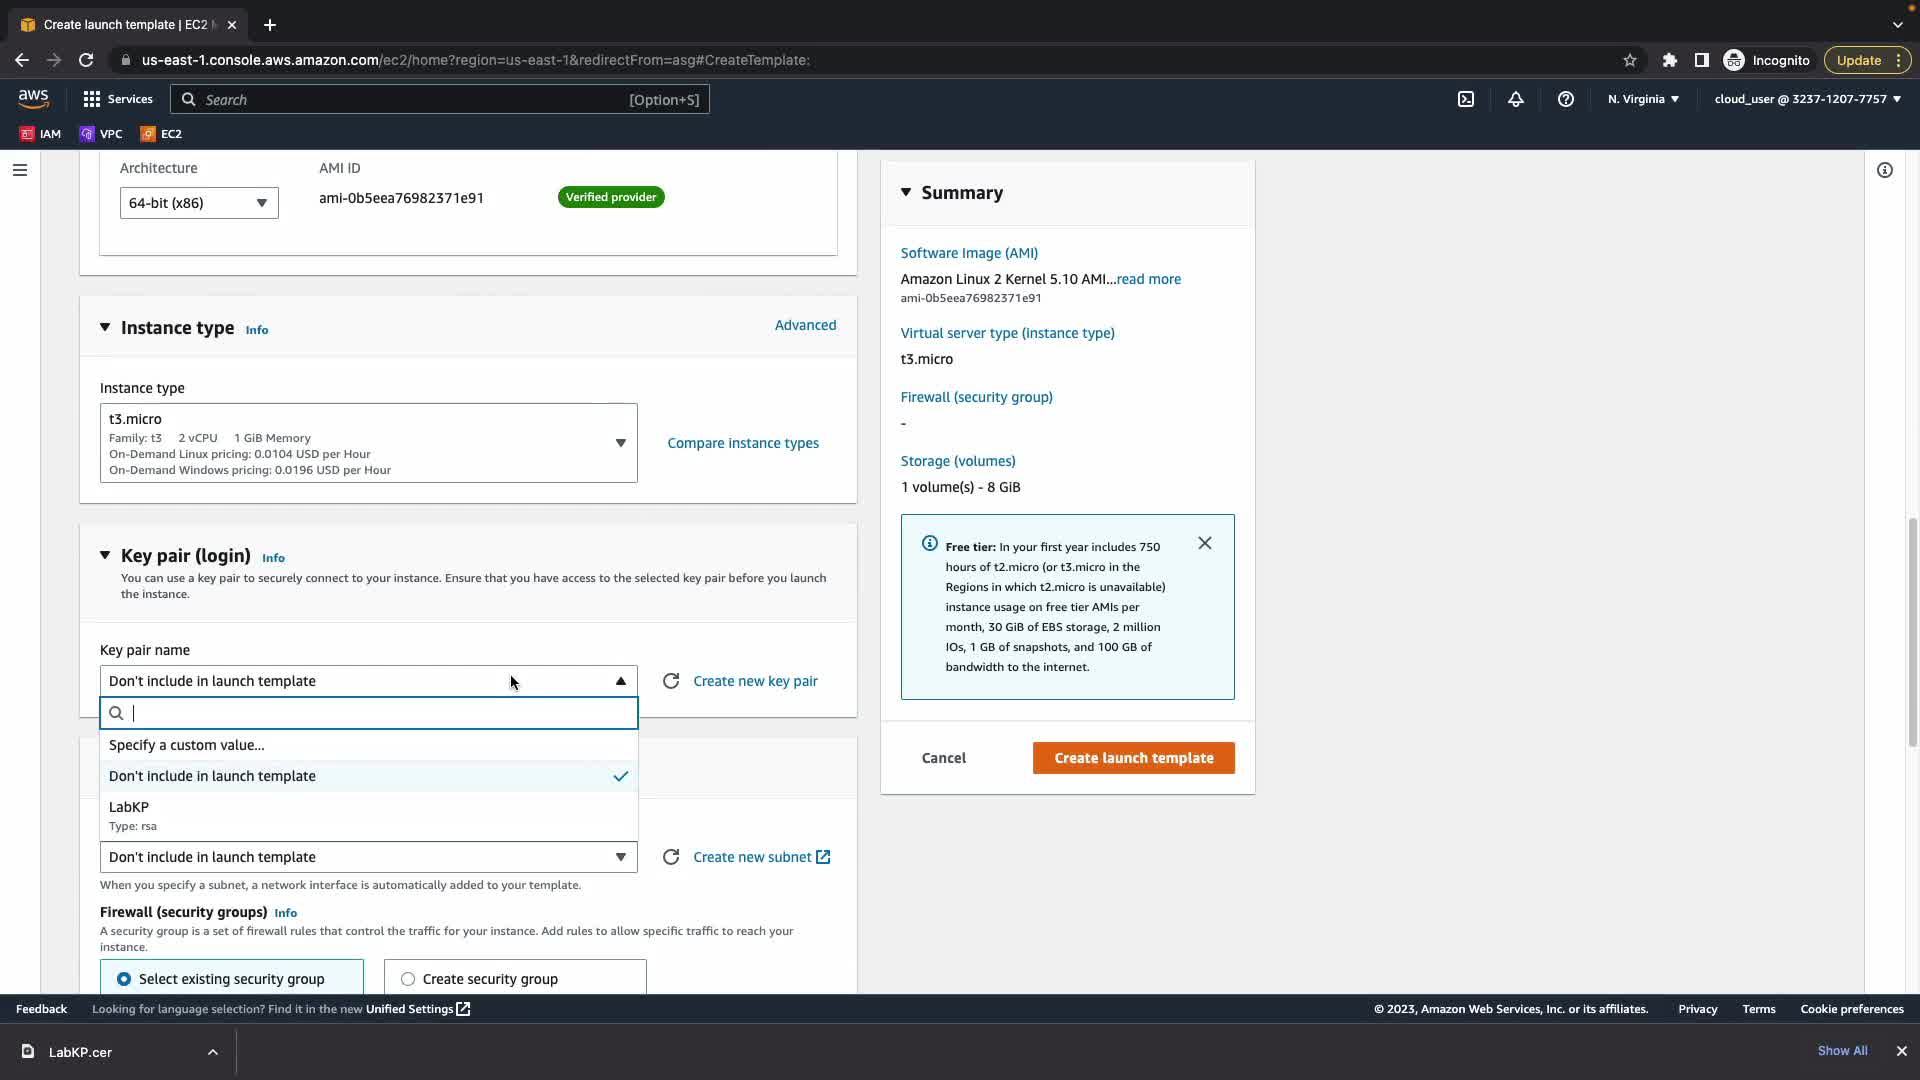 Create launch template | EC2
us-east-1.console.aws.amazon.com/ec2/home?region=us-east-1&redirectFrom=asg#CreateTemplate:
Incognito
Update
aws
Services
Search
[Option+S]
N. Virginia
cloud_user @ 3237-1207-7757
IAM
VPC
EC2
Architecture
AMI ID
64-bit (x86)
ami-0b5eea76982371e91
Verified provider
Instance type Info
Advanced
Instance type
t3.micro
Family: t3 2 vCPU 1 GiB Memory
On-Demand Linux pricing: 0.0104 USD per Hour
On-Demand Windows pricing: 0.0196 USD per Hour
Compare instance types
Key pair (login) Info
You can use a key pair to securely connect to your instance. Ensure that you have access to the selected key pair before you launch
the instance.
Key pair name
Don't include in launch template
Create new key pair
Specify a custom value...
Don't include in launch template
LabKP
Type: rsa
Don't include in launch template
Create new subnet
When you specify a subnet, a network interface is automatically added to your template.
Firewall (security groups) Info
A security group is a set of firewall rules that control the traffic for your instance. Add rules to allow specific traffic to reach your
instance.
Select existing security group
Create security group
Summary
Software Image (AMI)
Amazon Linux 2 Kernel 5.10 AMI...read more
ami-0b5eea76982371e91
Virtual server type (instance type)
t3.micro
Firewall (security group)
-
Storage (volumes)
1 volume(s) - 8 GiB
Free tier: In your first year includes 750
hours of t2.micro (or t3.micro in the
Regions in which t2.micro is unavailable)
instance usage on free tier AMIs per
month, 30 GiB of EBS storage, 2 million
IOs, 1 GB of snapshots, and 100 GB of
bandwidth to the internet.
Cancel
Create launch template
Feedback
Looking for language selection? Find it in the new Unified Settings
© 2023, Amazon Web Services, Inc. or its affiliates.
Privacy
Terms
Cookie preferences
LabKP.cer
Show All